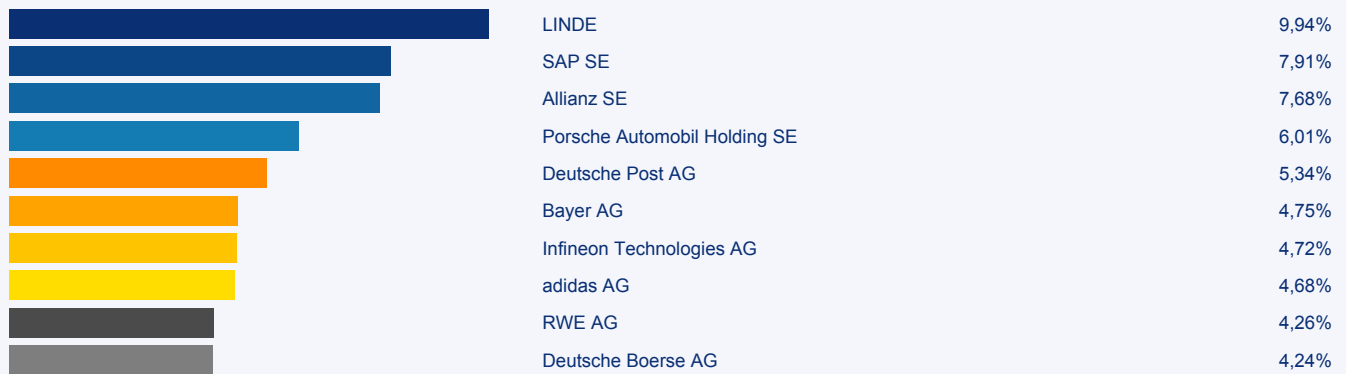 LINDE 9,94%
SAP SE 7,91%
Allianz SE 7,68%
Porsche Automobil Holding SE 6,01%
Deutsche Post AG 5,34%
Bayer AG 4,75%
Infineon Technologies AG 4,72%
adidas AG 4,68%
RWE AG 4,26%
Deutsche Boerse AG 4,24%